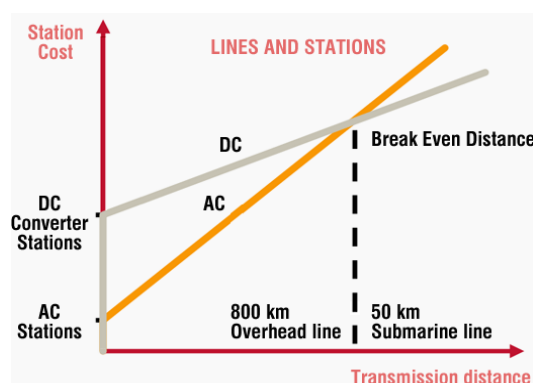 Station
Cost
LINES AND STATIONS
DC
Break Even Distance
AC
DC
Converter
Stations
AC
Stations
800 km
Overhead line
50 km
Submarine line
Transmission distance